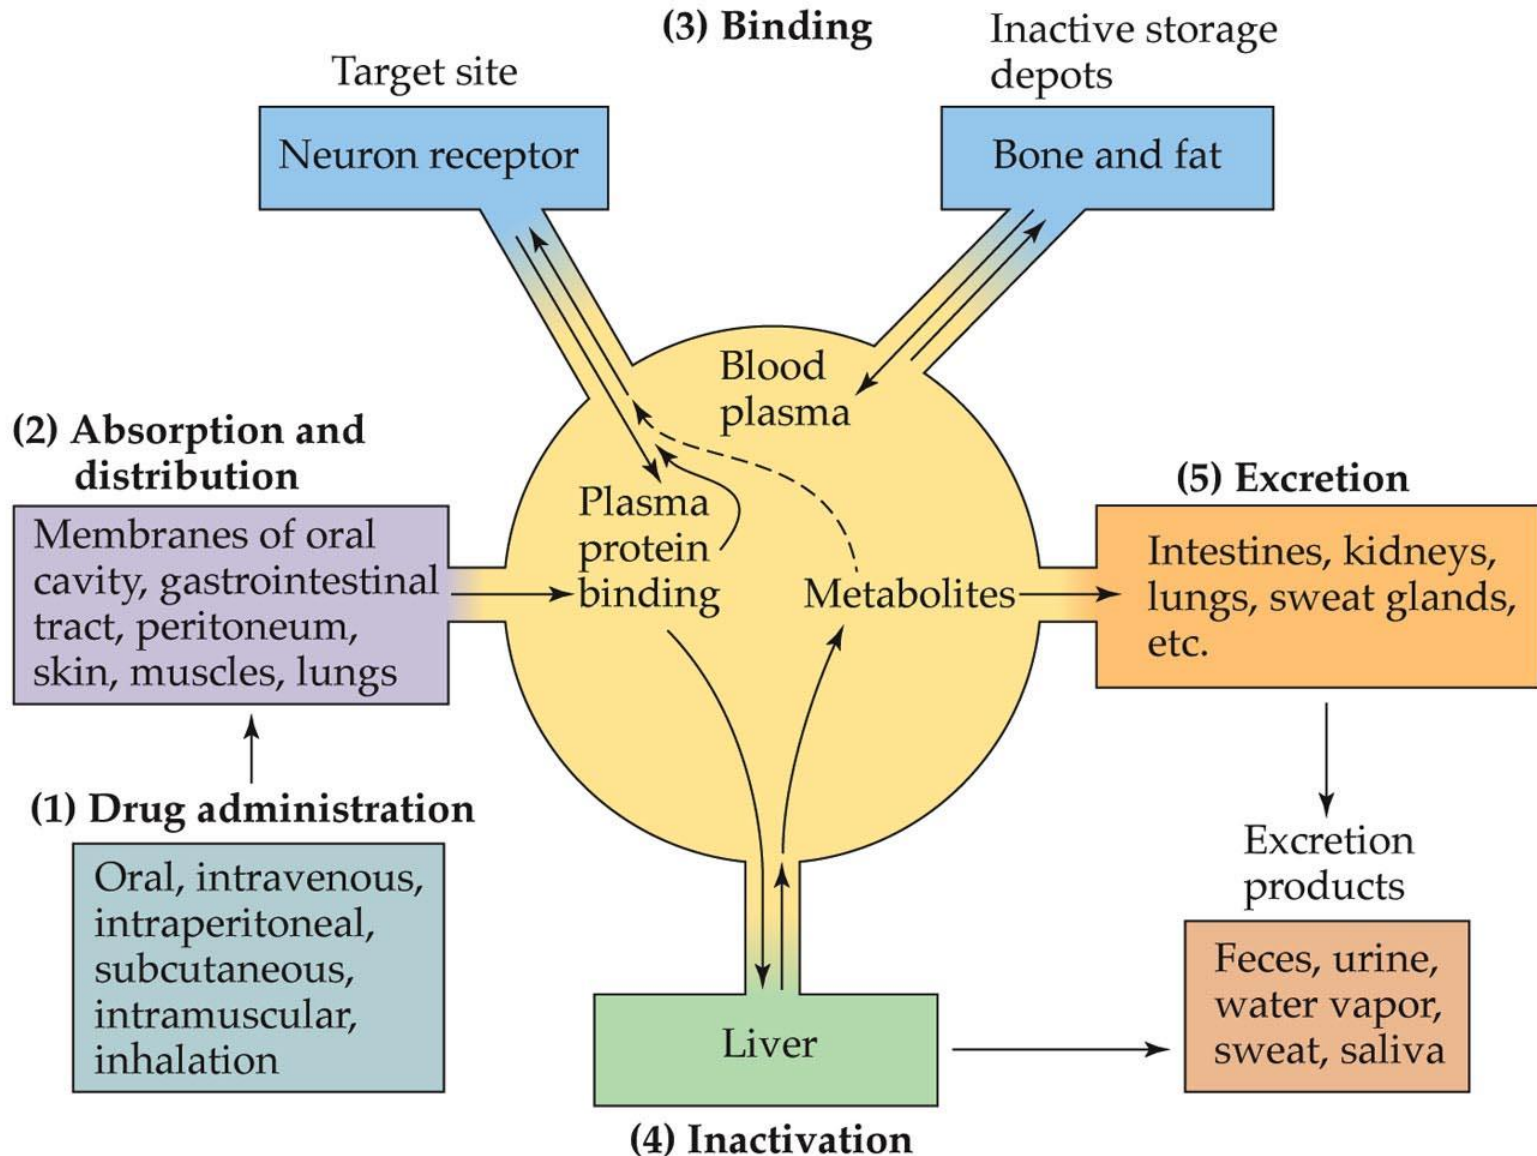 (3) Binding
Target site
Neuron receptor
Inactive storage
depots
Bone and fat
Blood
plasma
(2) Absorption and
distribution
Membranes of oral
cavity, gastrointestinal
tract, peritoneum,
skin, muscles, lungs
Plasma
protein
binding
Metabolites
(5) Excretion
Intestines, kidneys,
lungs, sweat glands,
etc.
(1) Drug administration
Oral, intravenous,
intraperitoneal,
subcutaneous,
intramuscular,
inhalation
Excretion
products
Feces, urine,
water vapor,
sweat, saliva
Liver
(4) Inactivation